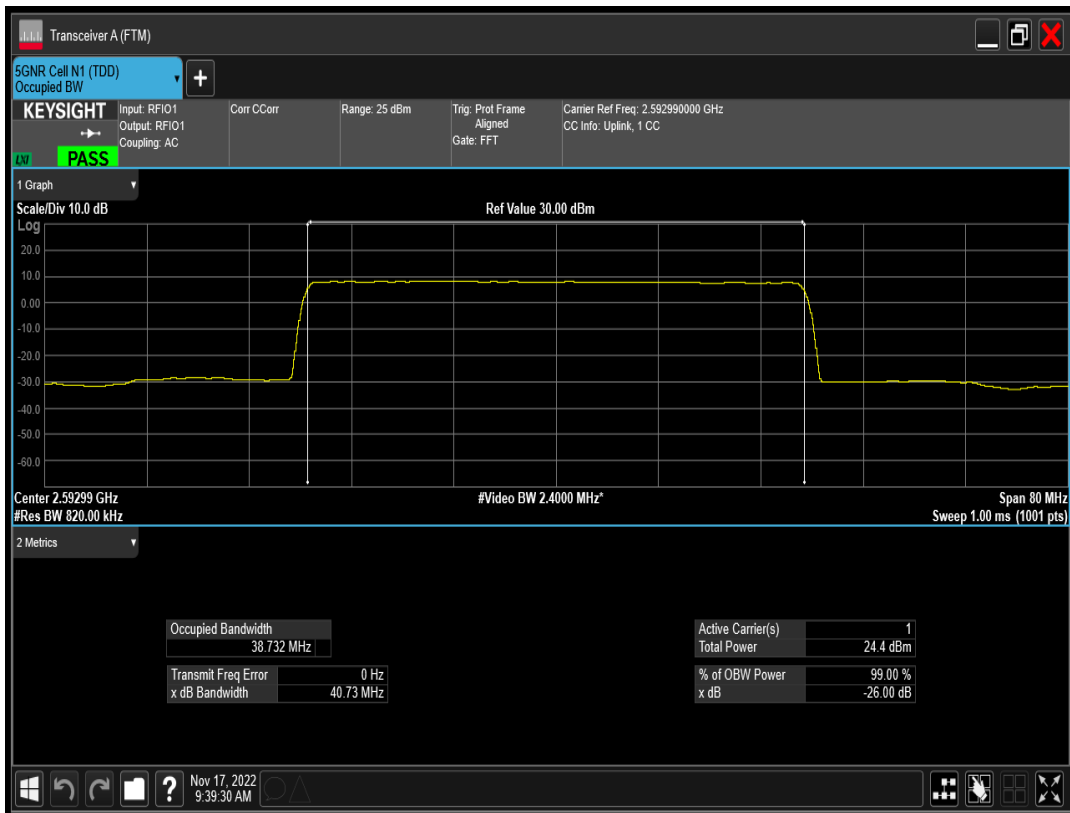 Transceiver A (FTM)
5GNR Cell N1 (TDD)
Occupied BW
+
KEYSIGHT
LXI
PASS
Input: RFIO1
Output: RFIO1
Coupling: AC
Corr CCorr
Range: 25 dBm
Trig: Prot Frame
Aligned
Gate: FFT
Carrier Ref Freq: 2.592990000 GHz
CC Info: Uplink, 1 CC
1 Graph
Scale/Div 10.0 dB
Ref Value 30.00 dBm
Log
20.0
10.0
0.00
-10.0
-20.0
-30.0
-40.0
-50.0
-60.0
Center 2.59299 GHz
#Video BW 2.4000 MHz*
Span 80 MHz
#Res BW 820.00 kHz
Sweep 1.00 ms (1001 pts)
2 Metrics
Occupied Bandwidth
38.732 MHz
Transmit Freq Error 0 Hz
x dB Bandwidth 40.73 MHz
Active Carrier(s) 1
Total Power 24.4 dBm
% of OBW Power 99.00 %
x dB -26.00 dB
?
Nov 17, 2022
9:39:30 AM